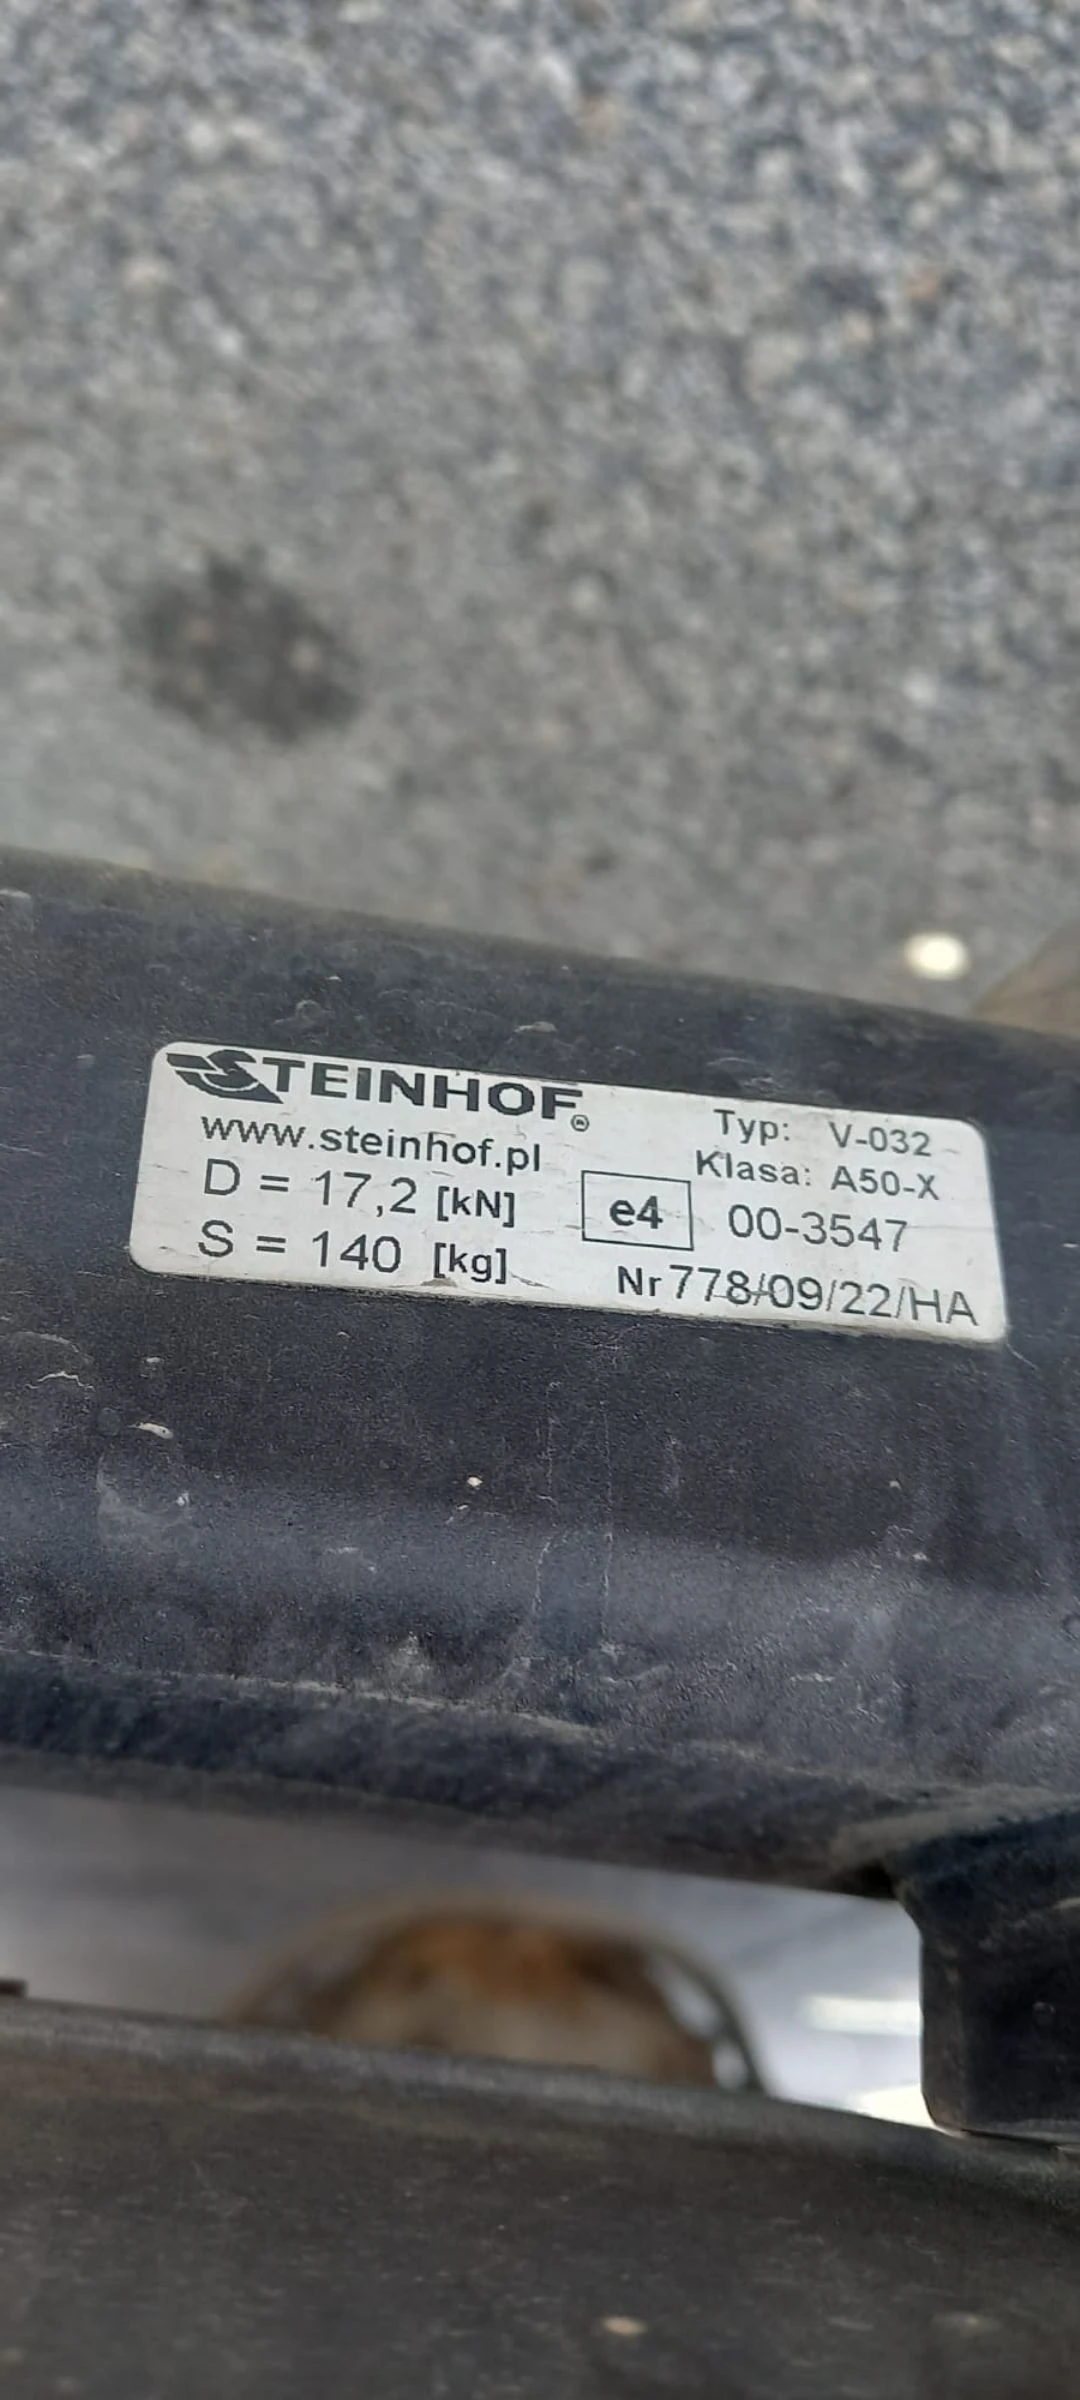 STEINHOF®
www.steinhof.pl
D = 17,2 [kN]
S = 140 [kg]
Typ: V-032
Klasa: A50-X
e4 00-3547
Nr 778/09/22/HA